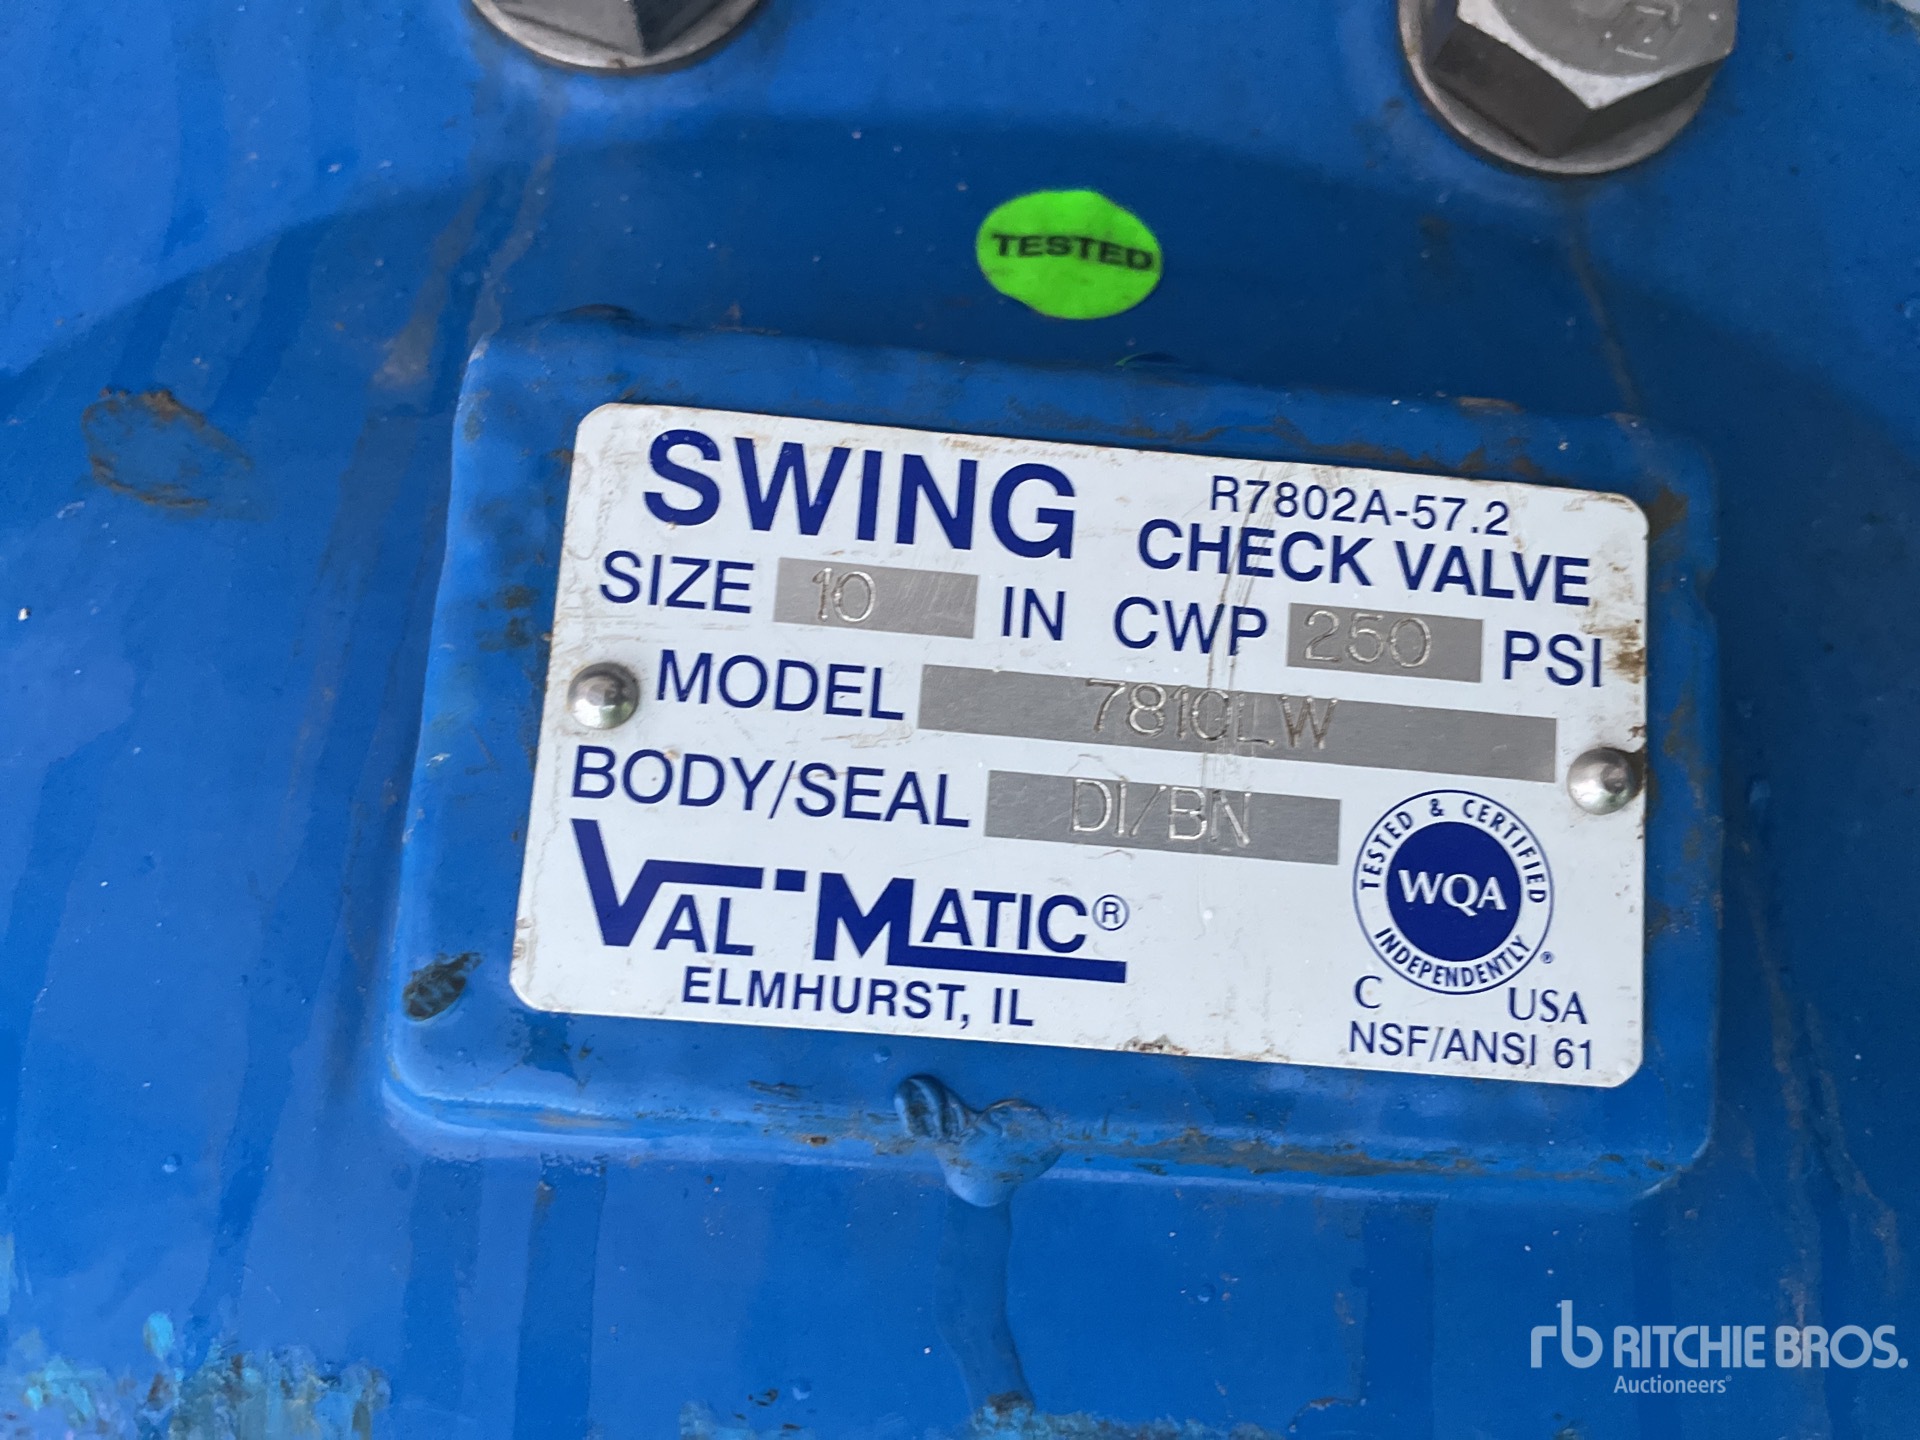 TESTED
SWING R7802A-57.2
CHECK VALVE
SIZE 10 IN CWP 250 PSI
MODEL 7810LW
BODY/SEAL DI/BN
VAL-MATIC®
ELMHURST, IL
TESTED & CERTIFIED
WQA
INDEPENDENTLY ®
C USA
NSF/ANSI 61
rb RITCHIE BROS.
Auctioneers®